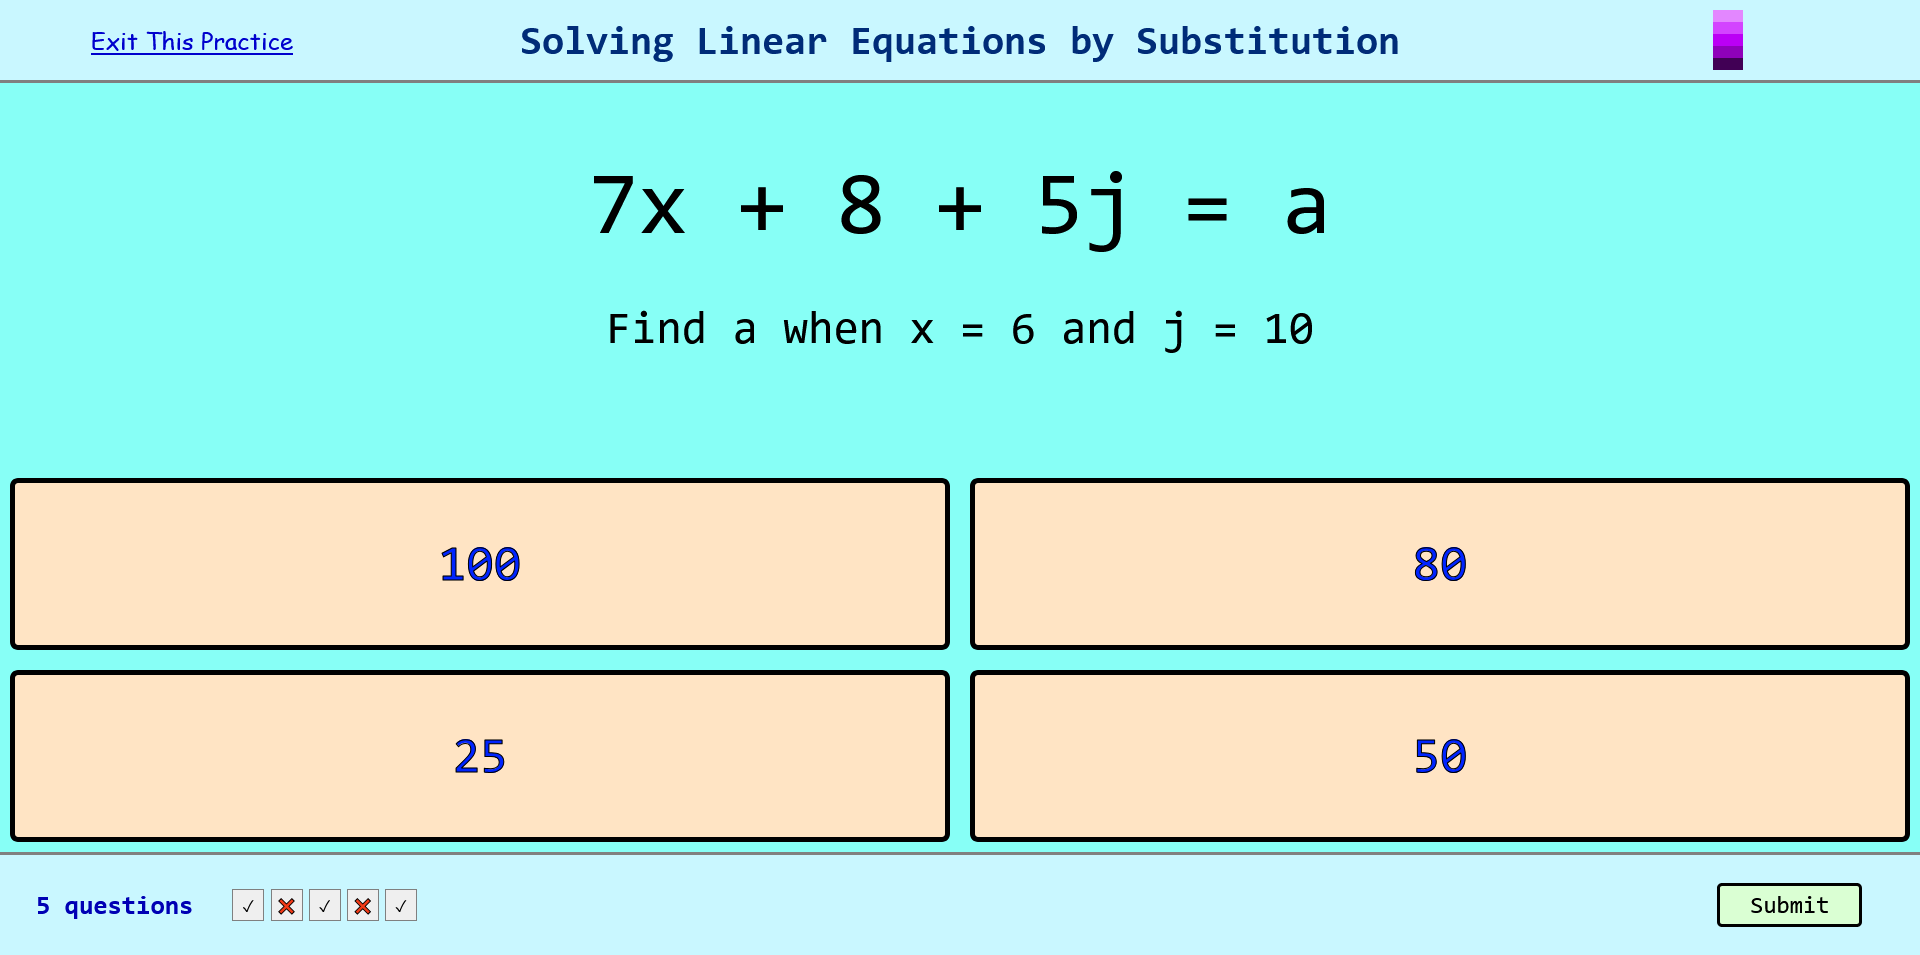 Exit This Practice
Solving Linear Equations by Substitution
7x + 8 + 5j = a
Find a when x = 6 and j = 10
100
80
25
50
5 questions ✓ ❌ ✓ ❌ ✓
Submit